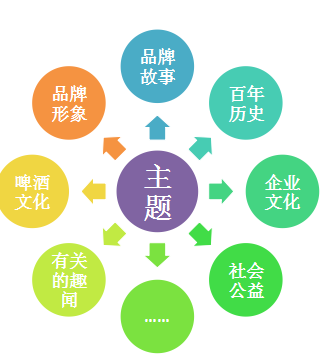 品牌
故事
百年
历史
企业
文化
社会
公益
……
有关
的趣
闻
啤酒
文化
品牌
形象
主
题